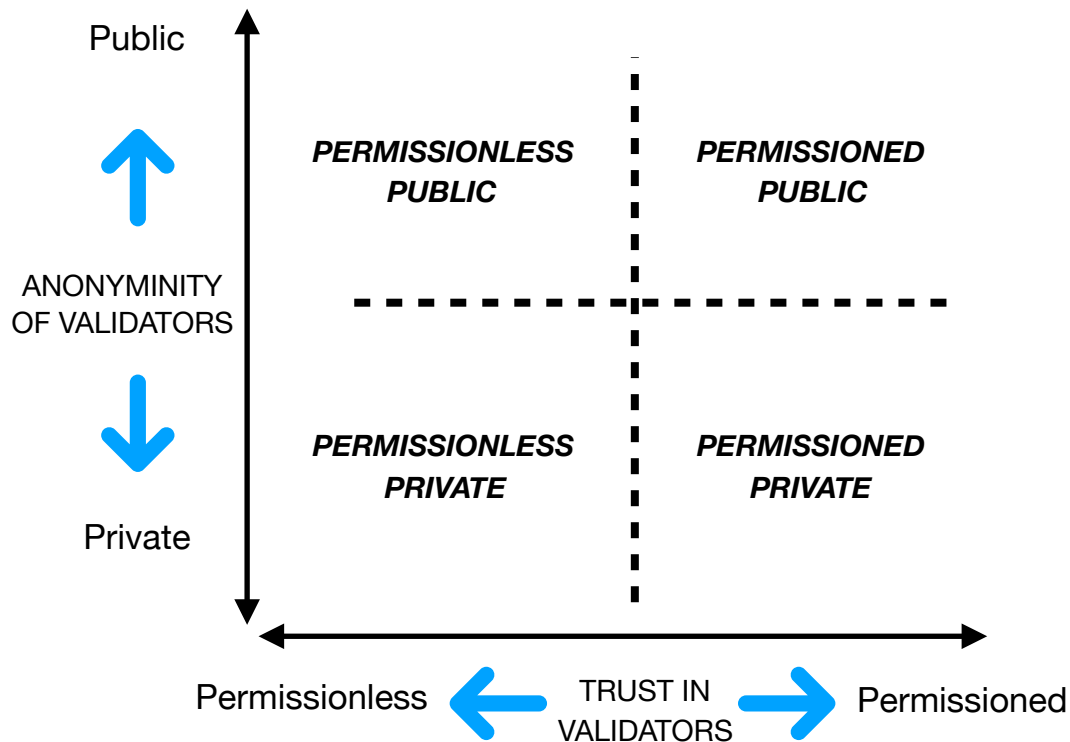 Public
PERMISSIONLESS
PUBLIC
PERMISSIONED
PUBLIC
ANONYMINITY
OF VALIDATORS
PERMISSIONLESS
PRIVATE
PERMISSIONED
PRIVATE
Private
Permissionless
TRUST IN
VALIDATORS
Permissioned